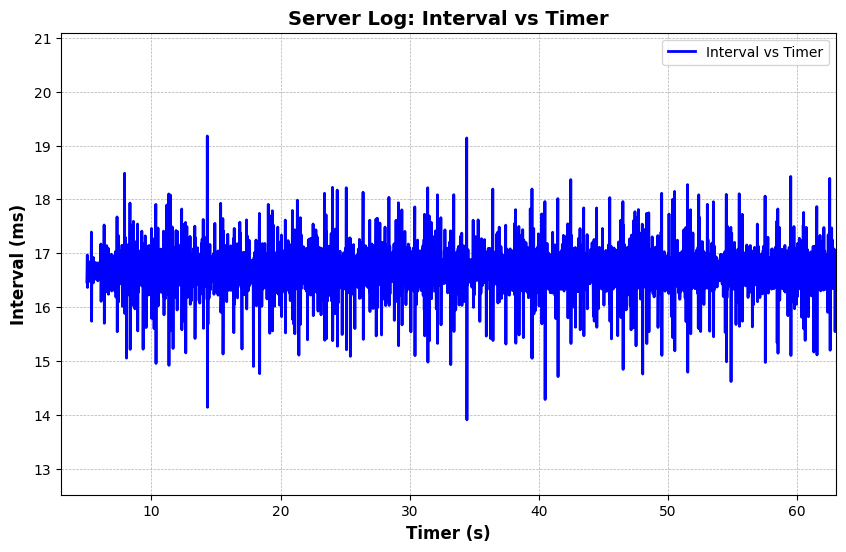 Server Log: Interval vs Timer
Interval vs Timer
21
20
19
18
17
16
15
14
13
Interval (ms)
10 20 30 40 50 60
Timer (s)